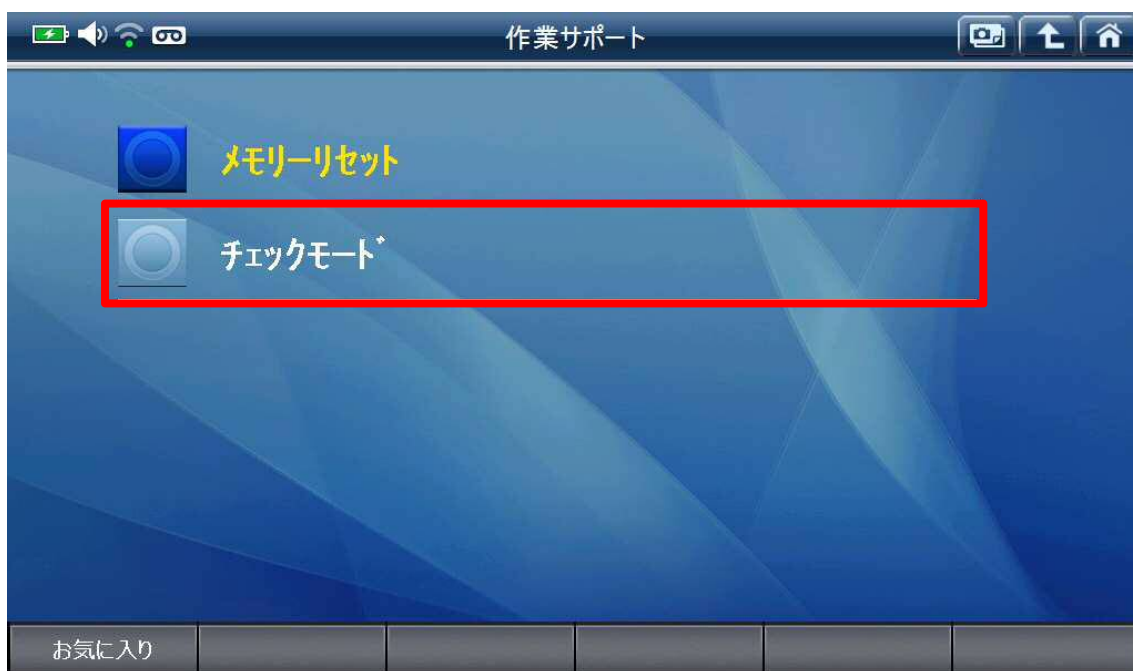 作業サポート
メモリーリセット
チェックモード
お気に入り